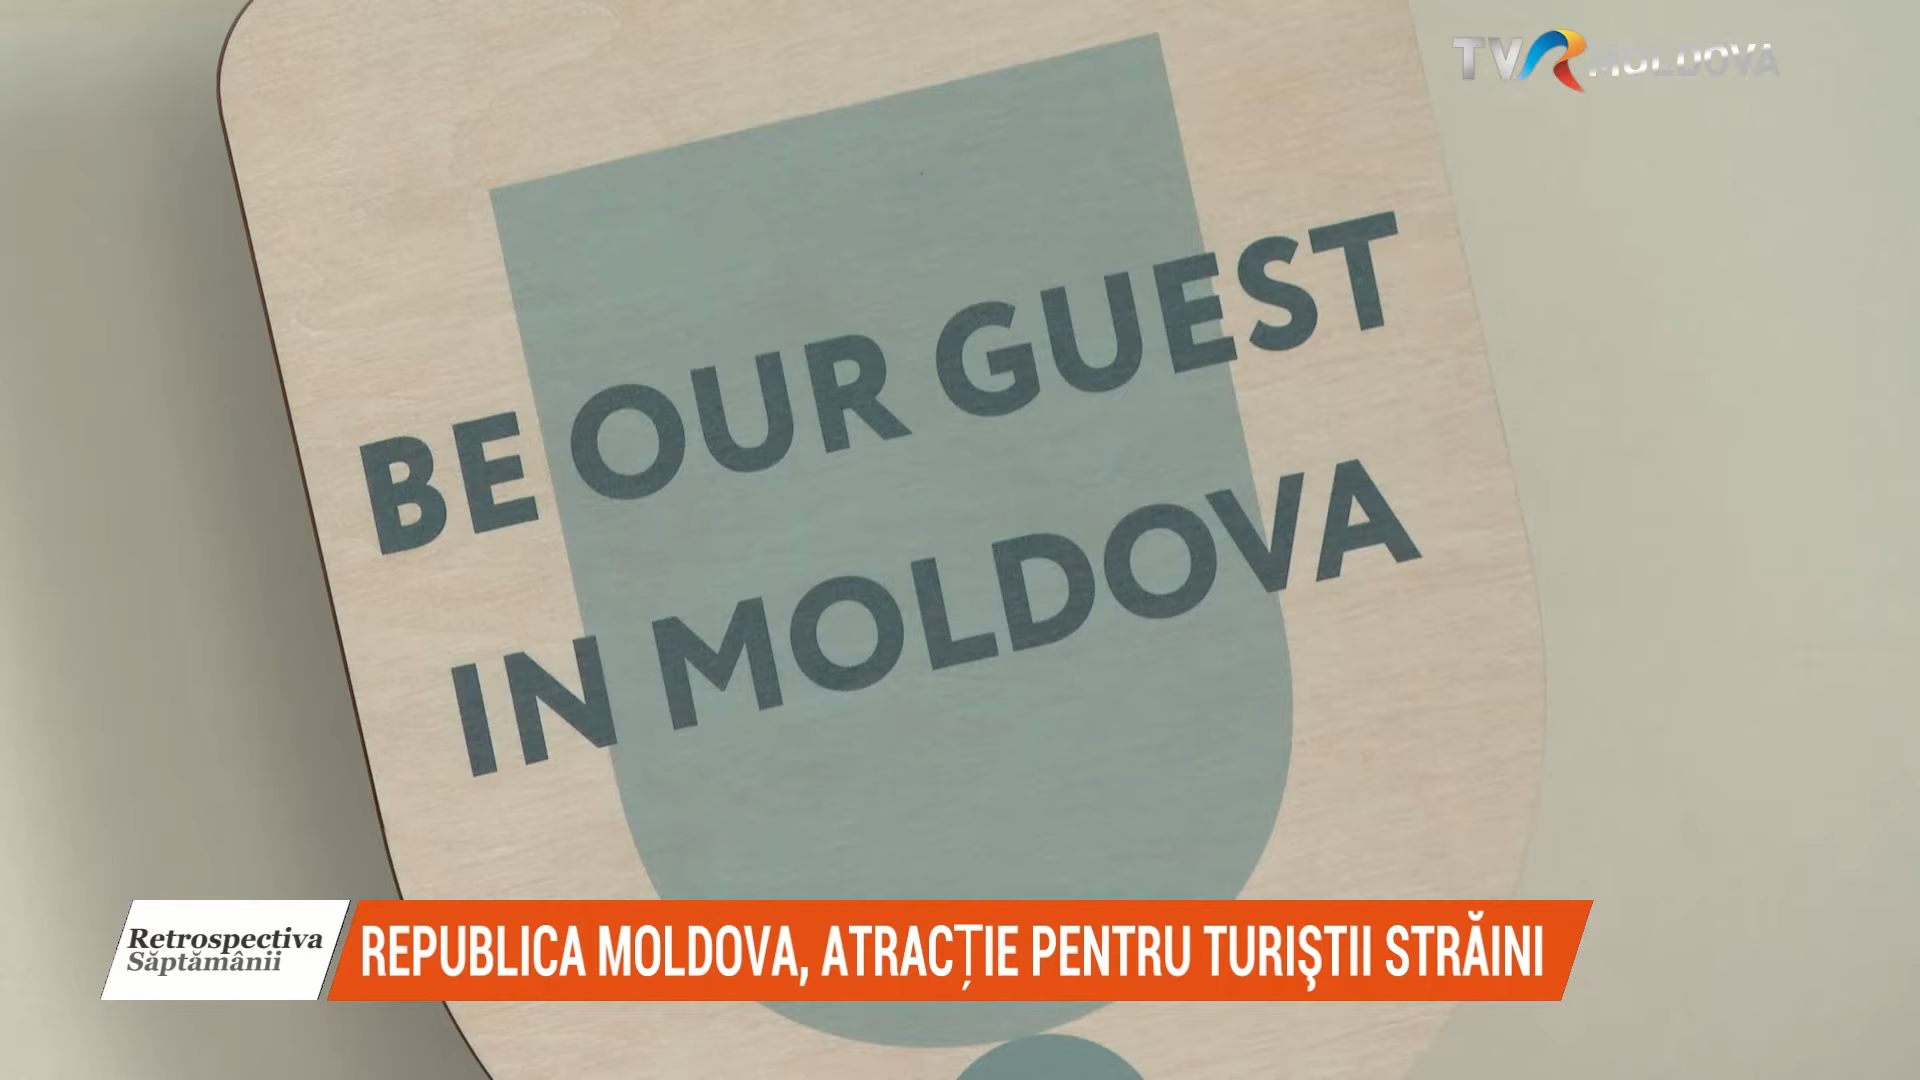 TVR MOLDOVA
BE OUR GUEST
IN MOLDOVA
Retrospectiva
Săptămânii
REPUBLICA MOLDOVA, ATRACȚIE PENTRU TURIŞTII STRĂINI